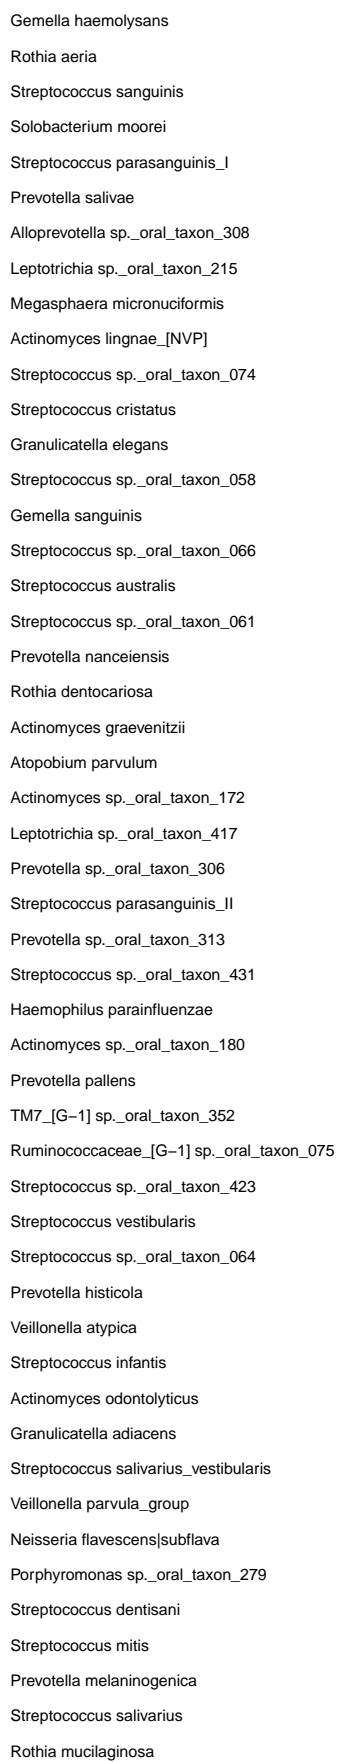 Gemella haemolysans
Rothia aeria
Streptococcus sanguinis
Solobacterium moorei
Streptococcus parasanguinis_I
Prevotella salivae
Alloprevotella sp._oral_taxon_308
Leptotrichia sp._oral_taxon_215
Megasphaera micronuciformis
Actinomyces lingnae_[NVP]
Streptococcus sp._oral_taxon_074
Streptococcus cristatus
Granulicatella elegans
Streptococcus sp._oral_taxon_058
Gemella sanguinis
Streptococcus sp._oral_taxon_066
Streptococcus australis
Streptococcus sp._oral_taxon_061
Prevotella nanceiensis
Rothia dentocariosa
Actinomyces graevenitzii
Atopobium parvulum
Actinomyces sp._oral_taxon_172
Leptotrichia sp._oral_taxon_417
Prevotella sp._oral_taxon_306
Streptococcus parasanguinis_II
Prevotella sp._oral_taxon_313
Streptococcus sp._oral_taxon_431
Haemophilus parainfluenzae
Actinomyces sp._oral_taxon_180
Prevotella pallens
TM7_[G−1] sp._oral_taxon_352
Ruminococcaceae_[G−1] sp._oral_taxon_075
Streptococcus sp._oral_taxon_423
Streptococcus vestibularis
Streptococcus sp._oral_taxon_064
Prevotella histicola
Veillonella atypica
Streptococcus infantis
Actinomyces odontolyticus
Granulicatella adiacens
Streptococcus salivarius_vestibularis
Veillonella parvula_group
Neisseria flavescens|subflava
Porphyromonas sp._oral_taxon_279
Streptococcus dentisani
Streptococcus mitis
Prevotella melaninogenica
Streptococcus salivarius
Rothia mucilaginosa